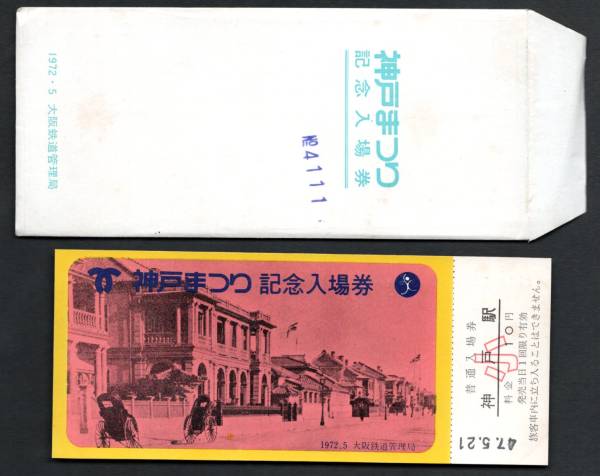 神戸まつり
記念入場券
№4111
1972・5 大阪鉄道管理局
神戸まつり 記念入場券
1972.5 大阪鉄道管理局
普通入場券
神戸駅
小
料金10円
発売当日1回限り有効
旅客車内に立ち入ることはできません。
47.5.21